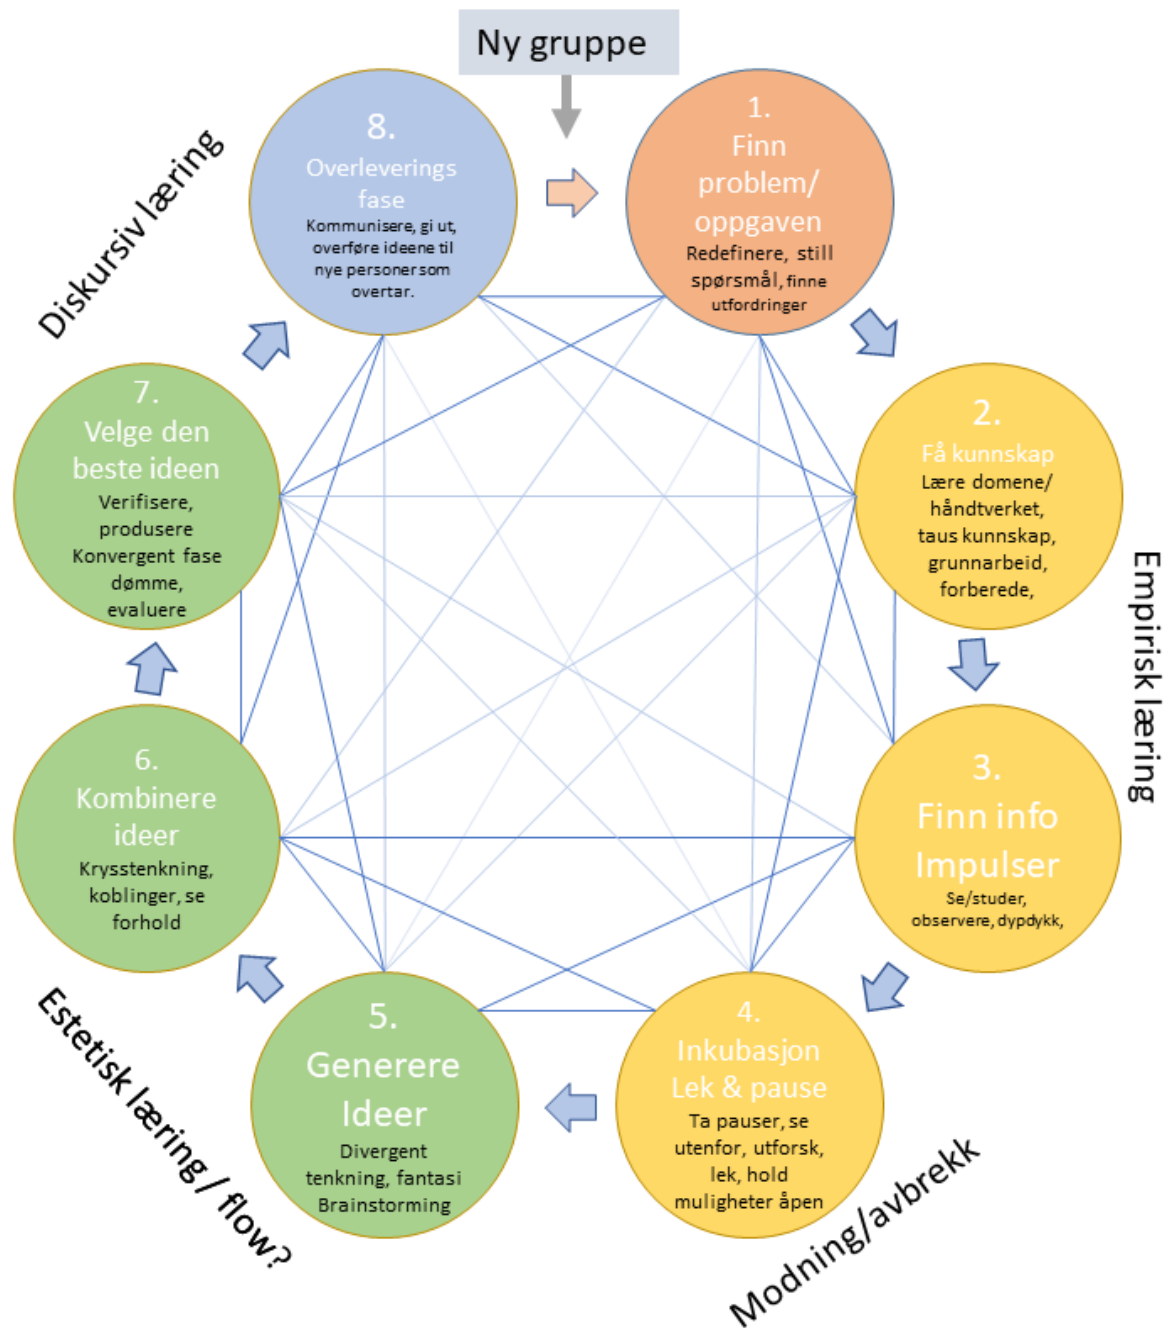 Ny gruppe
1.
Finn
problem/
oppgaven
Redefinere, still
spørsmål, finne
utfordringer
2.
Få kunnskap
Lære domene/
håndtverket,
taus kunnskap,
grunnarbeid,
forberede,
Empirisk læring
3.
Finn info
Impulser
Se/studer,
observere, dypdykk,
4.
Inkubasjon
Lek & pause
Ta pauser, se
utenfor, utforsk,
lek, hold
muligheter åpen
Modning/avbrekk
5.
Generere
Ideer
Divergent
tenkning, fantasi
Brainstorming
Estetisk læring / flow?
6.
Kombinere
ideer
Krysstenkning,
koblinger, se
forhold
7.
Velge den
beste ideen
Verifisere,
produsere
Konvergent fase
dømme,
evaluere
Diskursiv læring
8.
Overleverings
fase
Kommunisere, gi ut,
overføre ideene til
nye personer som
overtar.